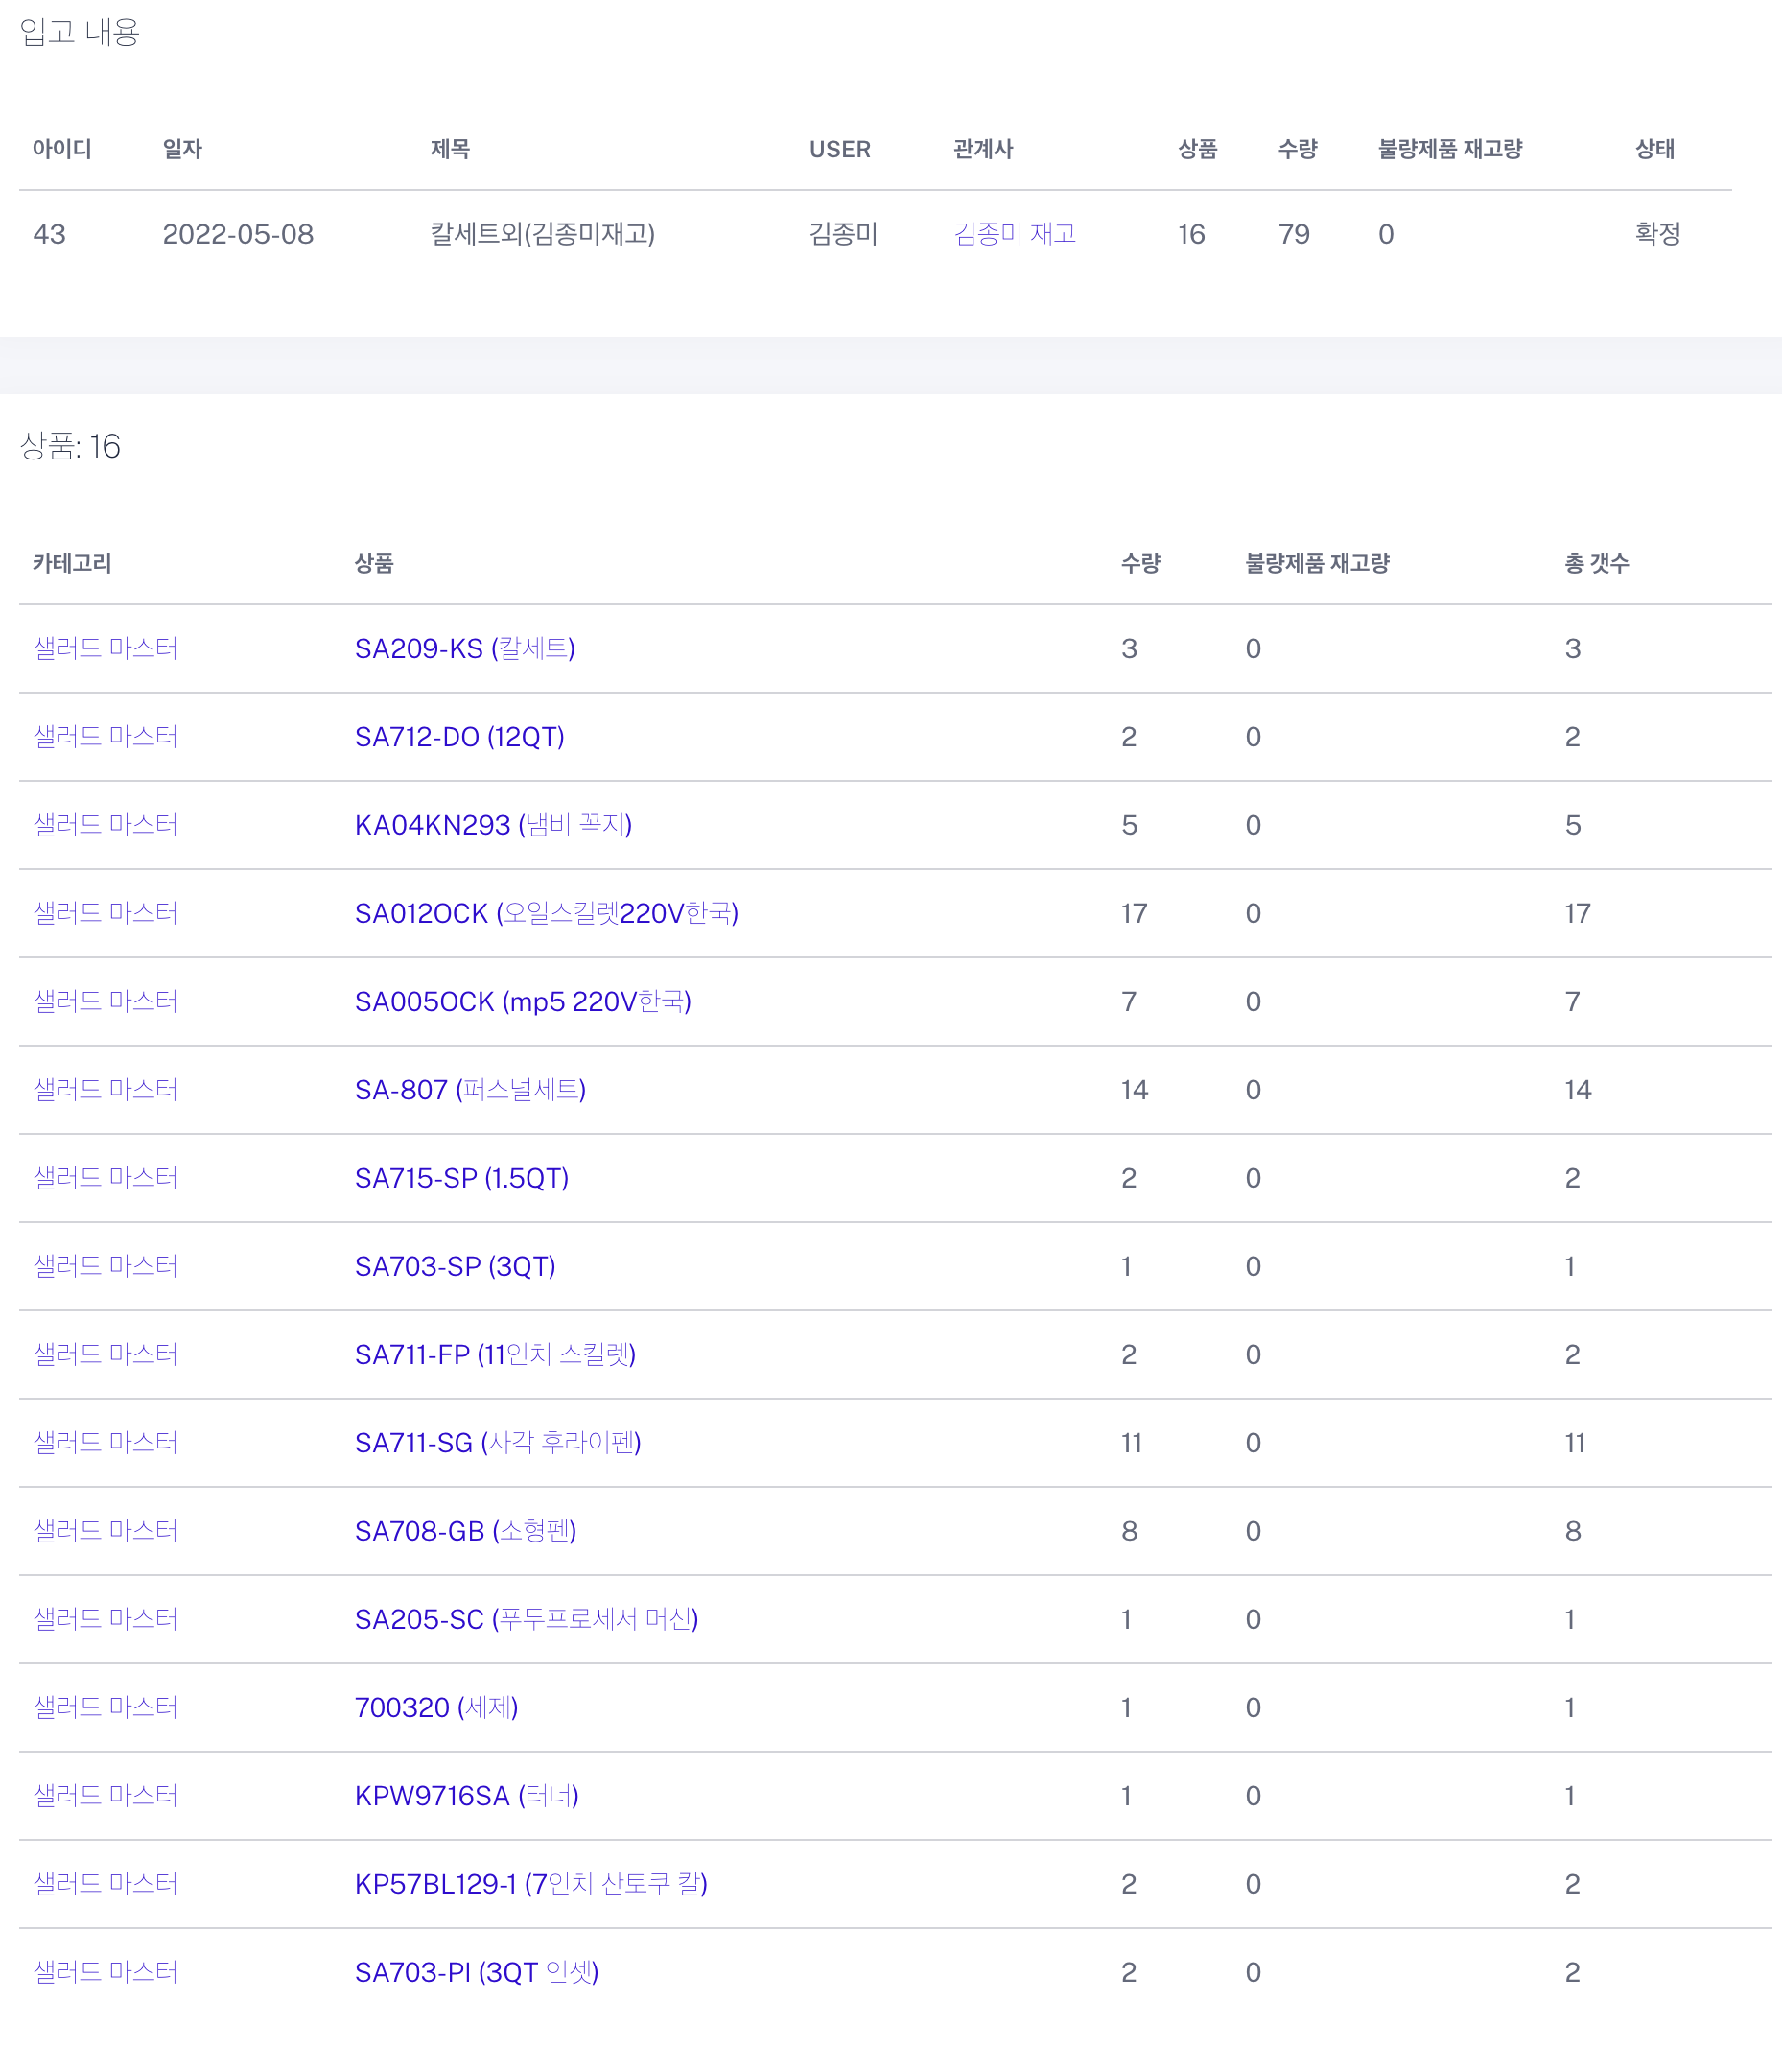 입고 내용
아이디 일자 제목 USER 관계사 상품 수량 불량제품 재고량 상태
43 2022-05-08 칼세트외(김종미재고) 김종미 김종미 재고 16 79 0 확정
상품: 16
카테고리 상품 수량 불량제품 재고량 총 갯수
샐러드 마스터 SA209-KS (칼세트) 3 0 3
샐러드 마스터 SA712-DO (12QT) 2 0 2
샐러드 마스터 KA04KN293 (냄비 꼭지) 5 0 5
샐러드 마스터 SA012OCK (오일스킬렛220V한국) 17 0 17
샐러드 마스터 SA005OCK (mp5 220V한국) 7 0 7
샐러드 마스터 SA-807 (퍼스널세트) 14 0 14
샐러드 마스터 SA715-SP (1.5QT) 2 0 2
샐러드 마스터 SA703-SP (3QT) 1 0 1
샐러드 마스터 SA711-FP (11인치 스킬렛) 2 0 2
샐러드 마스터 SA711-SG (사각 후라이펜) 11 0 11
샐러드 마스터 SA708-GB (소형펜) 8 0 8
샐러드 마스터 SA205-SC (푸두프로세서 머신) 1 0 1
샐러드 마스터 700320 (세제) 1 0 1
샐러드 마스터 KPW9716SA (터너) 1 0 1
샐러드 마스터 KP57BL129-1 (7인치 산토쿠 칼) 2 0 2
샐러드 마스터 SA703-PI (3QT 인셋) 2 0 2